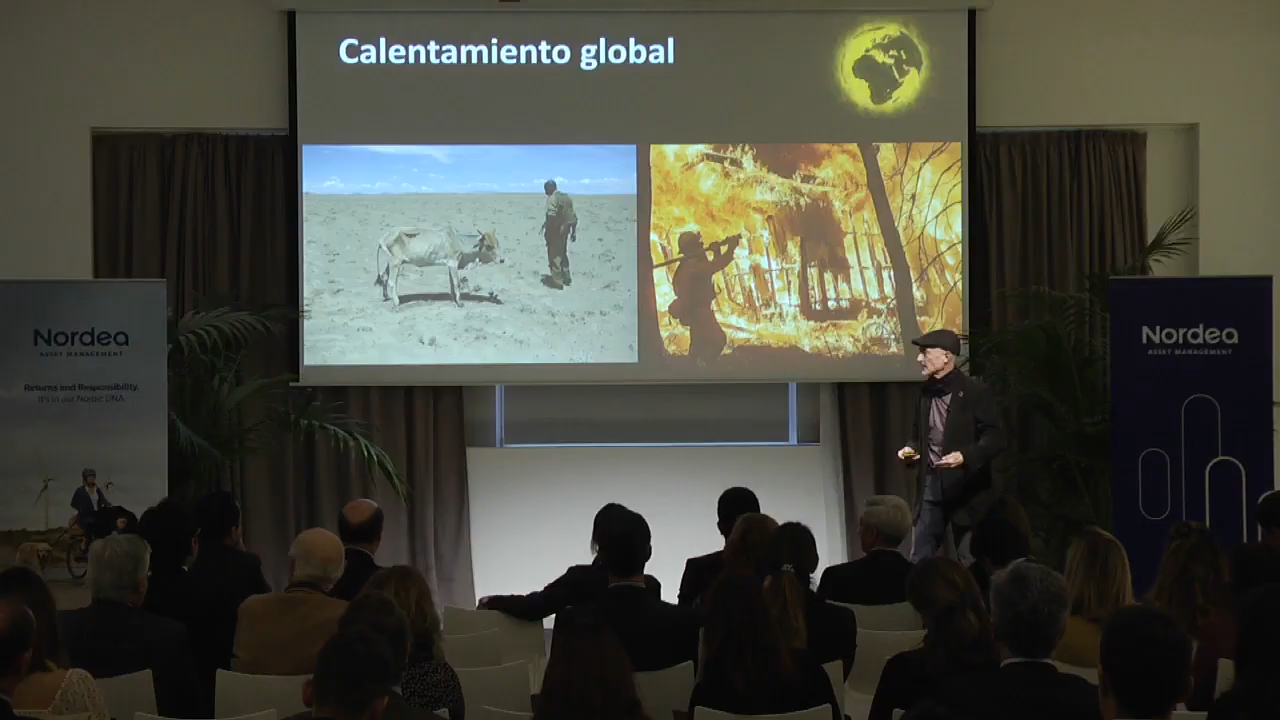 Calentamiento global
Nordea
ASSET MANAGEMENT
Returns and Responsibility.
It's in our Nordic DNA.
Nordea
ASSET MANAGEMENT